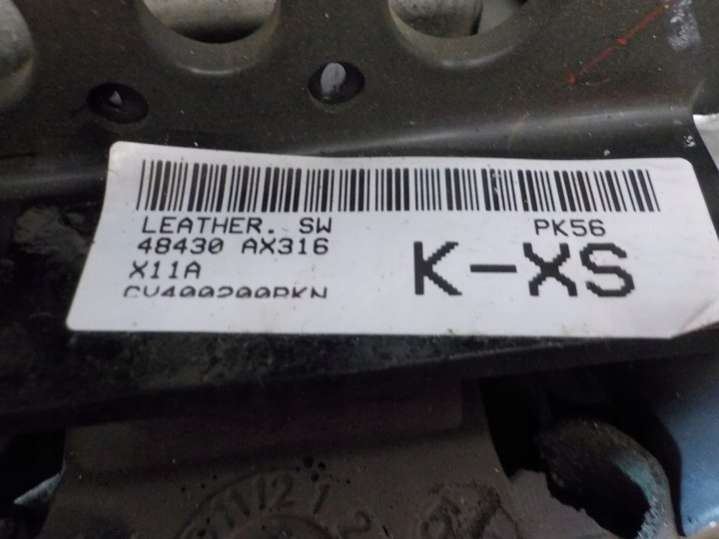 LEATHER. SW
PK56
48430 AX316
K-XS
X11A